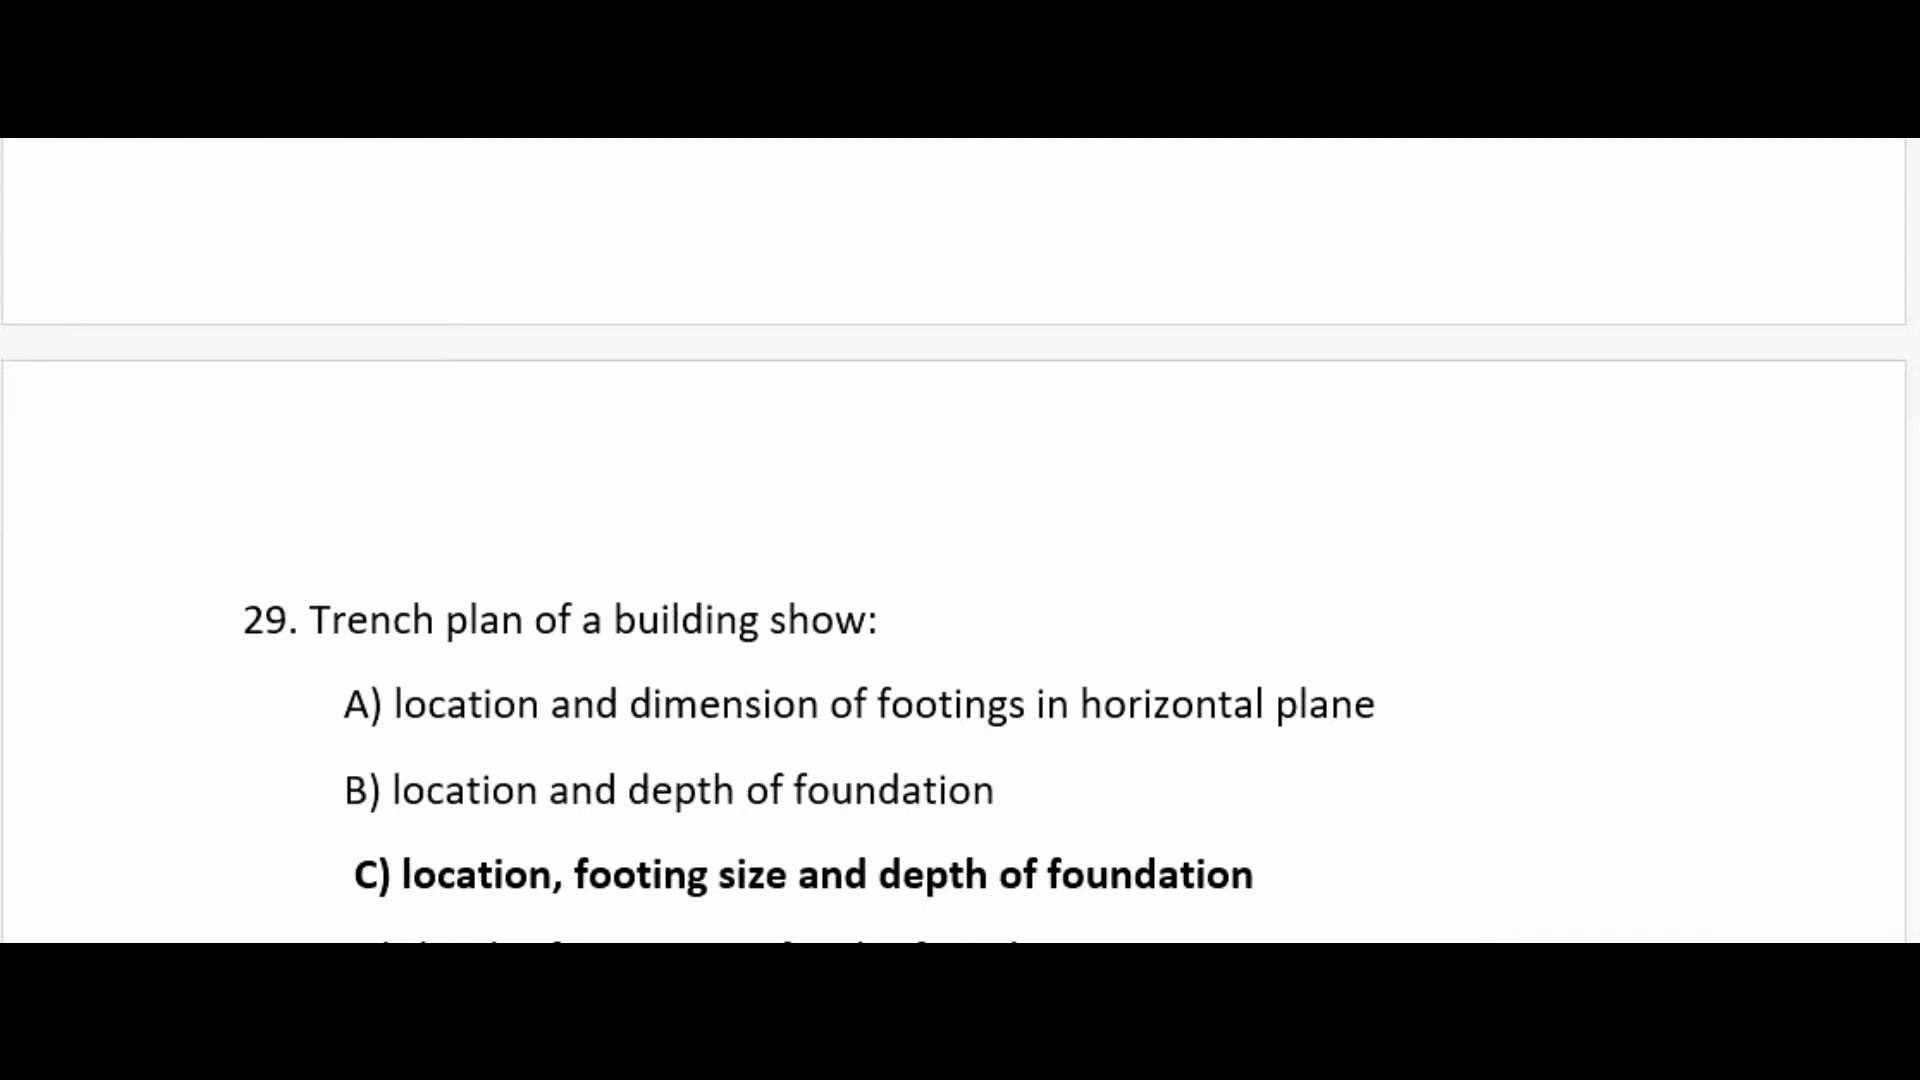 29. Trench plan of a building show:
A) location and dimension of footings in horizontal plane
B) location and depth of foundation
C) location, footing size and depth of foundation